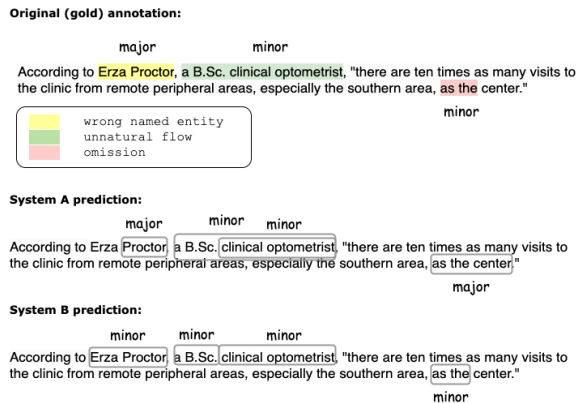 Original (gold) annotation:
major minor
According to Erza Proctor, a B.Sc. clinical optometrist, "there are ten times as many visits to
the clinic from remote peripheral areas, especially the southern area, as the center."
minor
wrong named entity
unnatural flow
omission
System A prediction:
major minor minor
According to Erza Proctor, a B.Sc. clinical optometrist, "there are ten times as many visits to
the clinic from remote peripheral areas, especially the southern area, as the center."
major
System B prediction:
minor minor minor
According to Erza Proctor, a B.Sc. clinical optometrist, "there are ten times as many visits to
the clinic from remote peripheral areas, especially the southern area, as the center."
minor